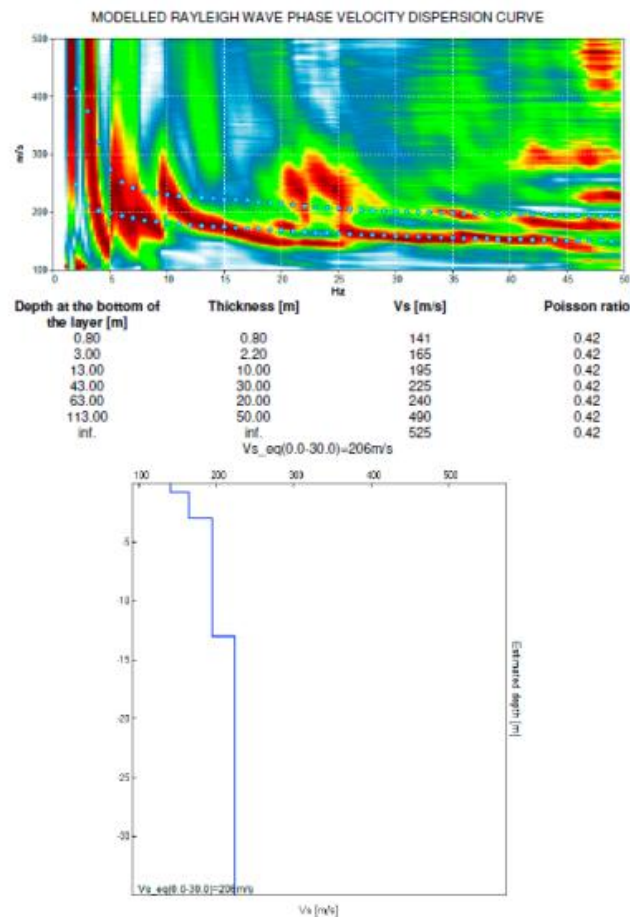 MODELLED RAYLEIGH WAVE PHASE VELOCITY DISPERSION CURVE
500
400
300
200
100
m/s
0 5 10 15 20 25 30 35 40 45 50
Hz
Depth at the bottom of the layer [m] Thickness [m] Vs [m/s] Poisson ratio
0.80 0.80 141 0.42
3.00 2.20 165 0.42
13.00 10.00 195 0.42
43.00 30.00 225 0.42
63.00 20.00 240 0.42
113.00 50.00 490 0.42
inf. inf. 525 0.42
Vs_eq(0.0-30.0)=206m/s
100 200 300 400 500
-5
-10
-15
-20
-25
-30
Estimated depth [m]
Vs_eq(0.0-30.0)=206m/s
Vs [m/s]